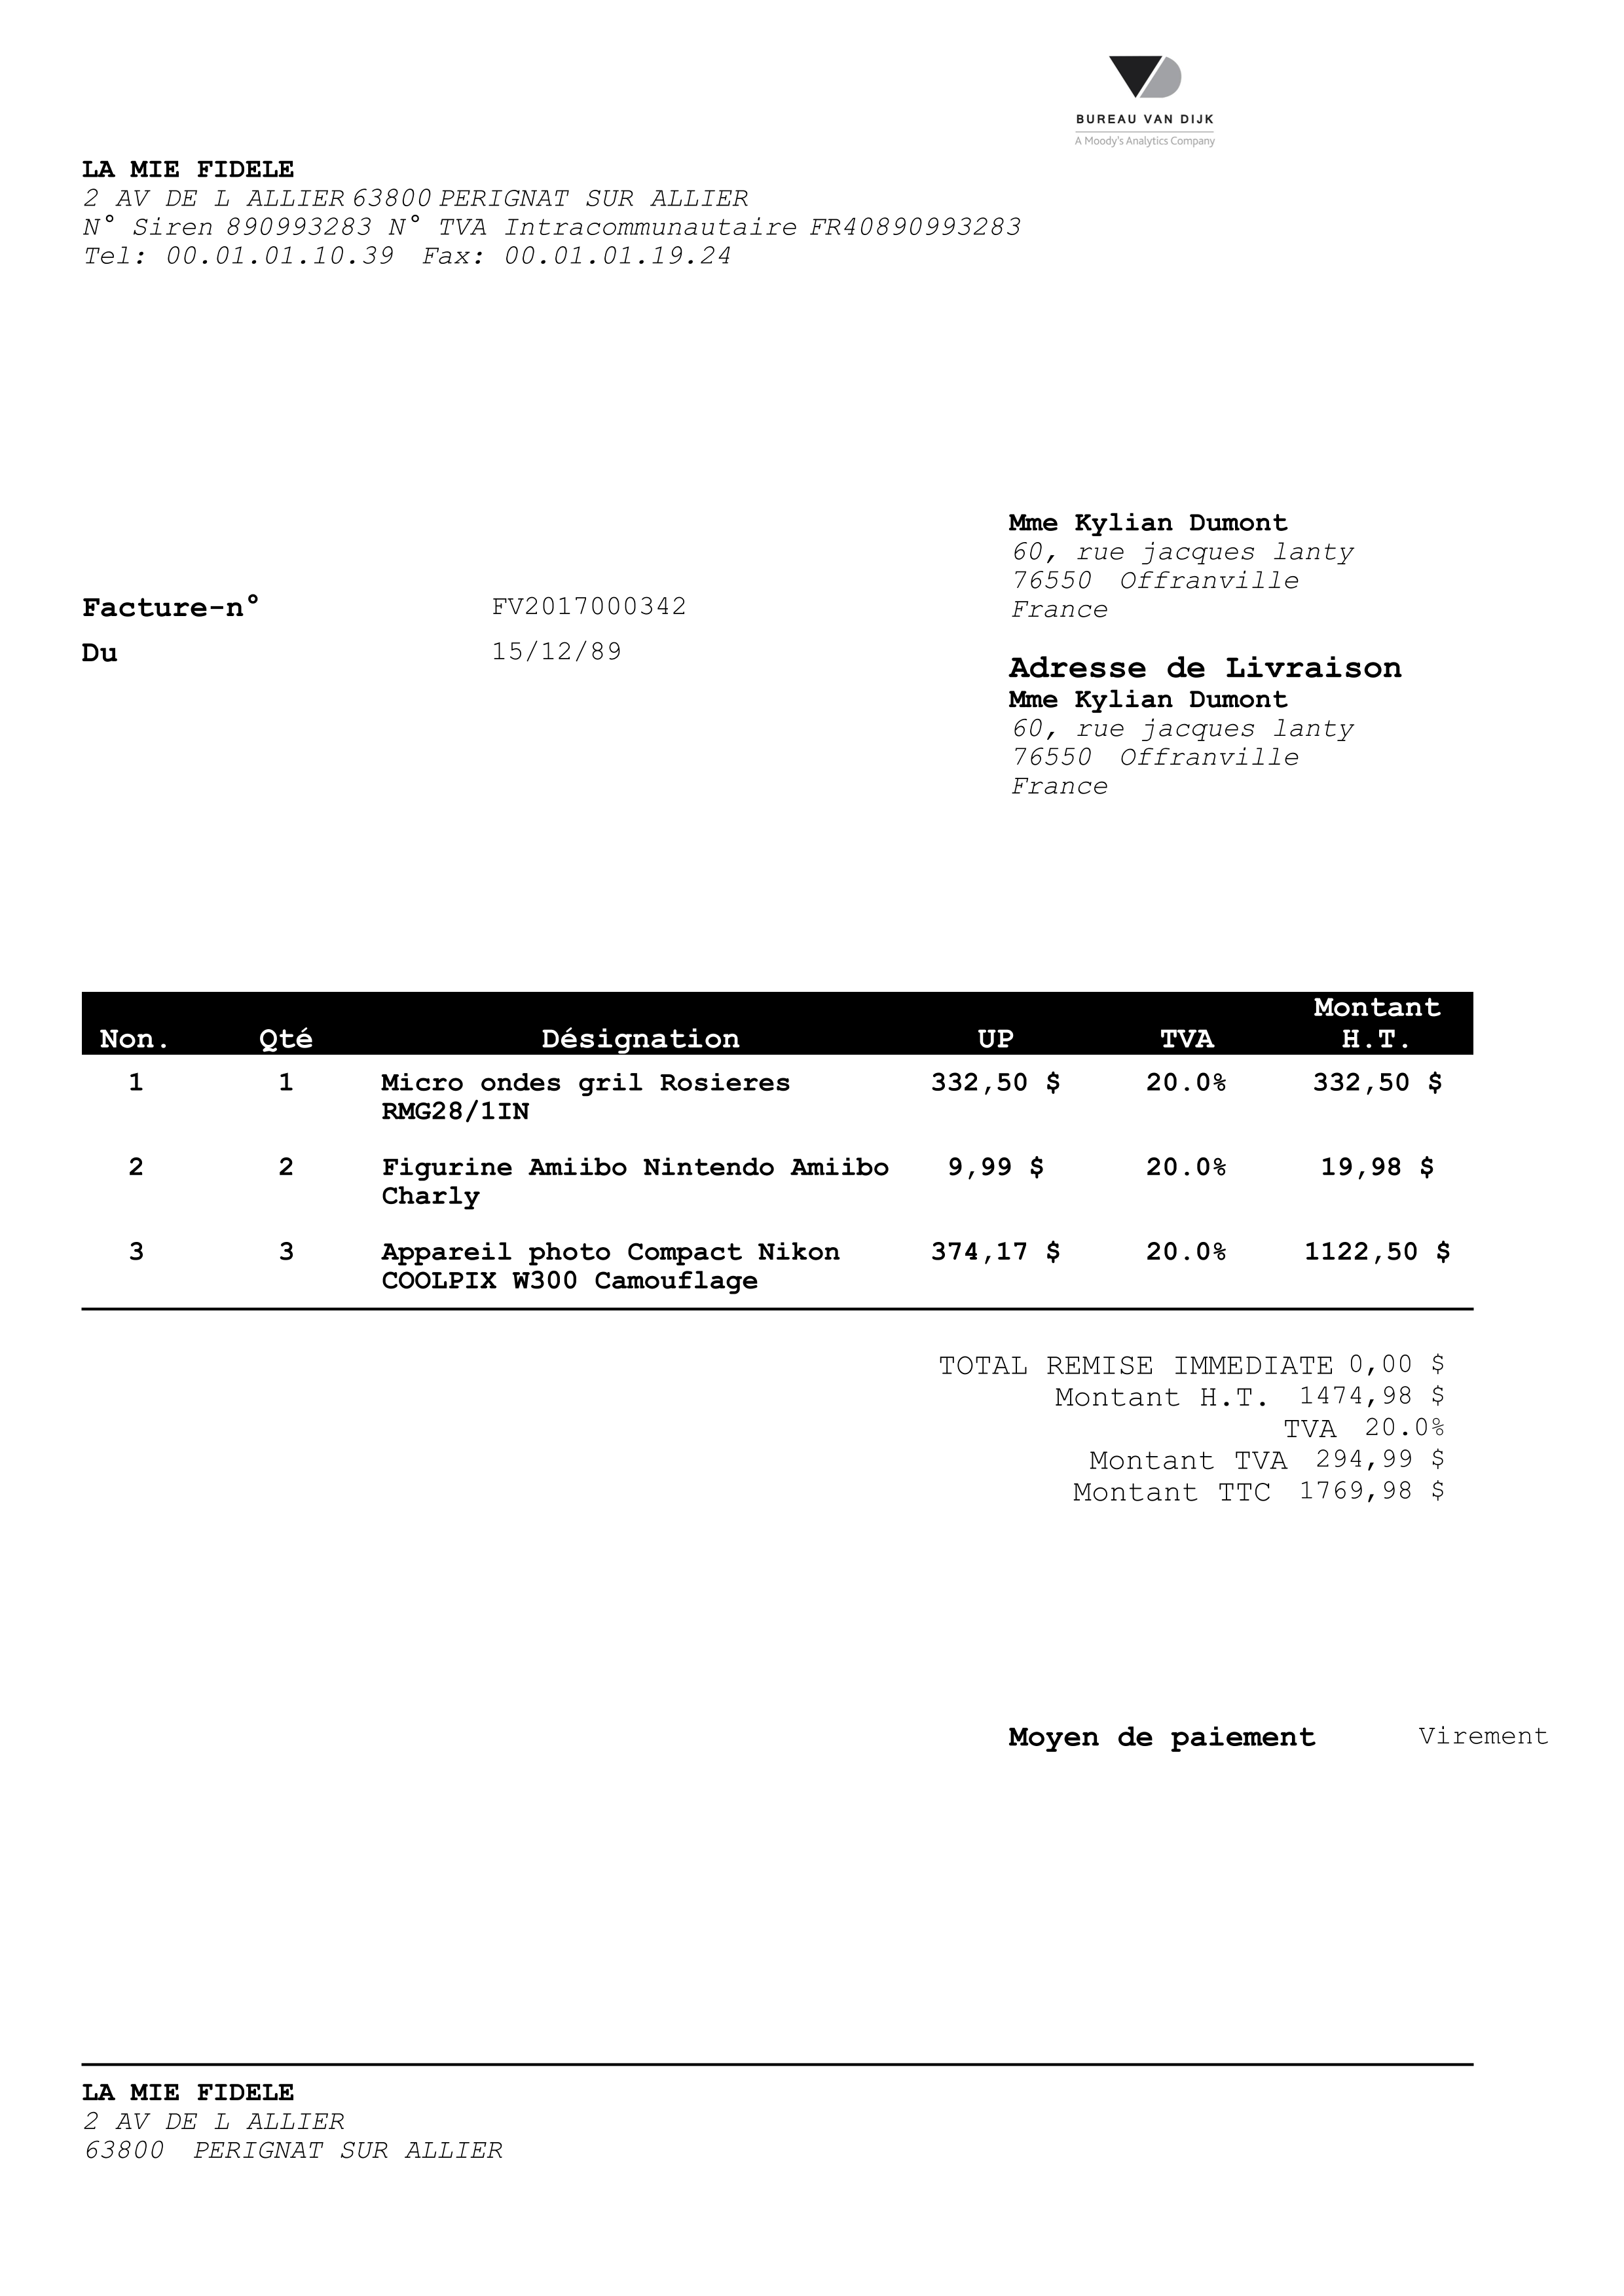 BUREAU VAN DIJK
A Moody's Analytics Company
LA MIE FIDELE
2 AV DE L ALLIER 63800 PERIGNAT SUR ALLIER
N° Siren 890993283 N° TVA Intracommunautaire FR40890993283
Tel: 00.01.01.10.39 Fax: 00.01.01.19.24
Mme Kylian Dumont
60, rue jacques lanty
76550 Offranville
France
Facture-n° FV2017000342
Du 15/12/89
Adresse de Livraison
Mme Kylian Dumont
60, rue jacques lanty
76550 Offranville
France
Montant
Non. Qté Désignation UP TVA H.T.
1 1 Micro ondes gril Rosieres 332,50 $ 20.0% 332,50 $
RMG28/1IN
2 2 Figurine Amiibo Nintendo Amiibo 9,99 $ 20.0% 19,98 $
Charly
3 3 Appareil photo Compact Nikon 374,17 $ 20.0% 1122,50 $
COOLPIX W300 Camouflage
TOTAL REMISE IMMEDIATE 0,00 $
Montant H.T. 1474,98 $
TVA 20.0%
Montant TVA 294,99 $
Montant TTC 1769,98 $
Moyen de paiement Virement
LA MIE FIDELE
2 AV DE L ALLIER
63800 PERIGNAT SUR ALLIER